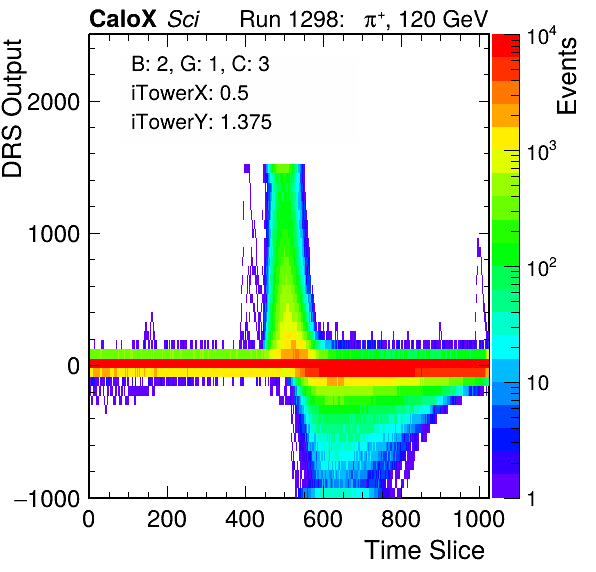 CaloX Sci Run 1298: π⁺, 120 GeV
B: 2, G: 1, C: 3
iTowerX: 0.5
iTowerY: 1.375
DRS Output
2000
1000
0
−1000
0 200 400 600 800 1000
Time Slice
Events
10⁴
10³
10²
10
1